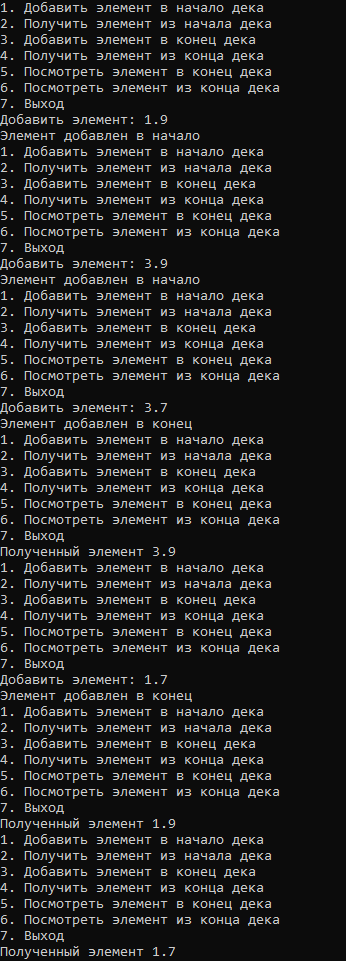 1. Добавить элемент в начало дека
2. Получить элемент из начала дека
3. Добавить элемент в конец дека
4. Получить элемент из конца дека
5. Посмотреть элемент в конец дека
6. Посмотреть элемент из конца дека
7. Выход
Добавить элемент: 1.9
Элемент добавлен в начало
1. Добавить элемент в начало дека
2. Получить элемент из начала дека
3. Добавить элемент в конец дека
4. Получить элемент из конца дека
5. Посмотреть элемент в конец дека
6. Посмотреть элемент из конца дека
7. Выход
Добавить элемент: 3.9
Элемент добавлен в начало
1. Добавить элемент в начало дека
2. Получить элемент из начала дека
3. Добавить элемент в конец дека
4. Получить элемент из конца дека
5. Посмотреть элемент в конец дека
6. Посмотреть элемент из конца дека
7. Выход
Добавить элемент: 3.7
Элемент добавлен в конец
1. Добавить элемент в начало дека
2. Получить элемент из начала дека
3. Добавить элемент в конец дека
4. Получить элемент из конца дека
5. Посмотреть элемент в конец дека
6. Посмотреть элемент из конца дека
7. Выход
Полученный элемент 3.9
1. Добавить элемент в начало дека
2. Получить элемент из начала дека
3. Добавить элемент в конец дека
4. Получить элемент из конца дека
5. Посмотреть элемент в конец дека
6. Посмотреть элемент из конца дека
7. Выход
Добавить элемент: 1.7
Элемент добавлен в конец
1. Добавить элемент в начало дека
2. Получить элемент из начала дека
3. Добавить элемент в конец дека
4. Получить элемент из конца дека
5. Посмотреть элемент в конец дека
6. Посмотреть элемент из конца дека
7. Выход
Полученный элемент 1.9
1. Добавить элемент в начало дека
2. Получить элемент из начала дека
3. Добавить элемент в конец дека
4. Получить элемент из конца дека
5. Посмотреть элемент в конец дека
6. Посмотреть элемент из конца дека
7. Выход
Полученный элемент 1.7